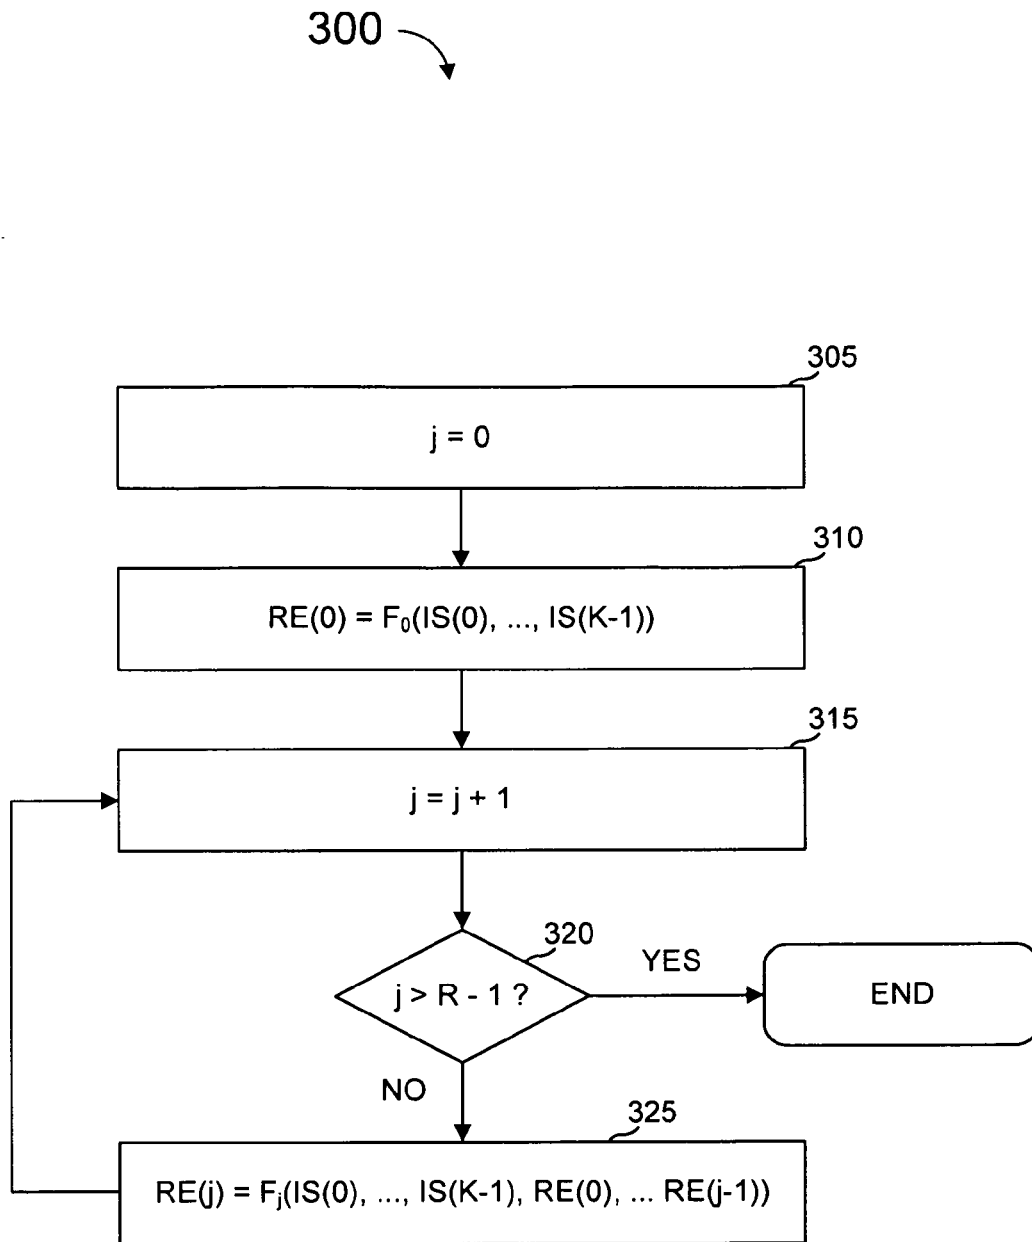 300
305
j = 0
310
RE(0) = F₀(IS(0), ..., IS(K-1))
315
j = j + 1
320
j > R - 1 ?
YES
END
NO
325
RE(j) = Fⱼ(IS(0), ..., IS(K-1), RE(0), ... RE(j-1))